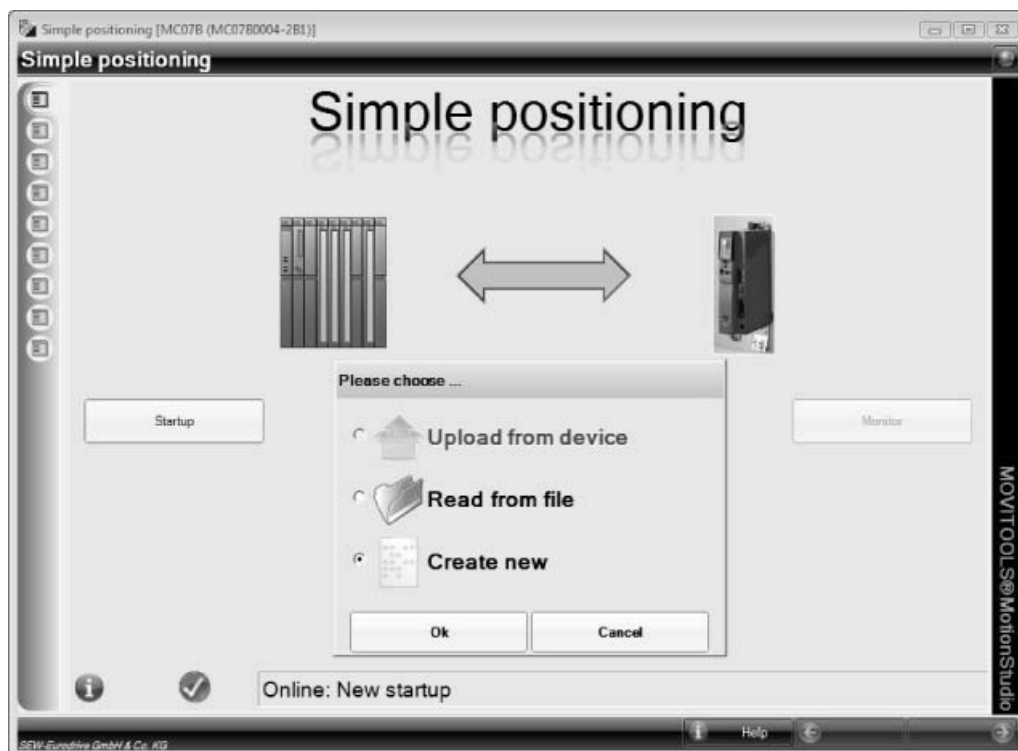 Simple positioning [MC07B (MC07B0004-2B1)]
Simple positioning
Simple positioning
Please choose ...
Startup
Upload from device
Monitor
Read from file
Create new
Ok
Cancel
Online: New startup
MOVITOOLS®MotionStudio
Help
SEW-Eurodrive GmbH & Co. KG